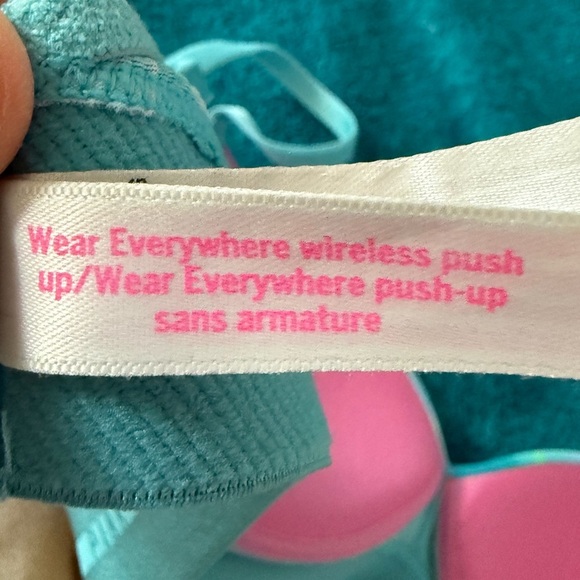 Wear Everywhere wireless push
up/Wear Everywhere push-up
sans armature